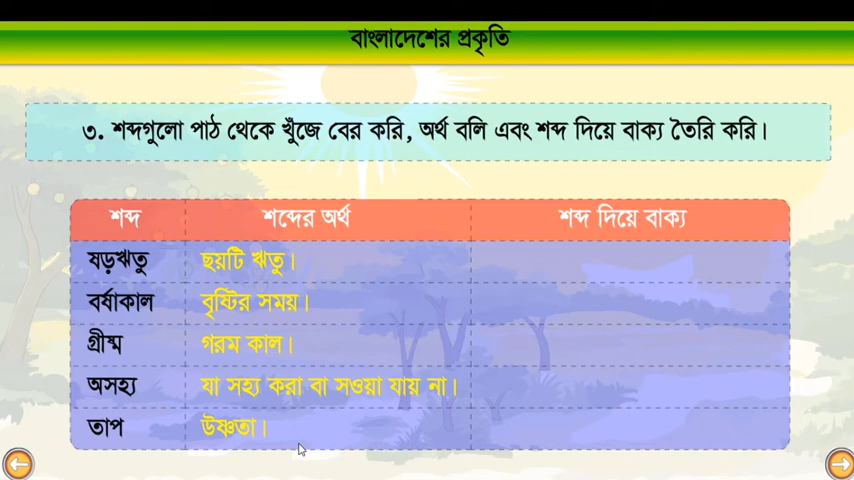 বাংলাদেশের প্রকৃতি
৩. শব্দগুলো পাঠ থেকে খুঁজে বের করি, অর্থ বলি এবং শব্দ দিয়ে বাক্য তৈরি করি।
শব্দ শব্দের অর্থ শব্দ দিয়ে বাক্য
ষড়ঋতু ছয়টি ঋতু।
বর্ষাকাল বৃষ্টির সময়।
গ্রীষ্ম গরম কাল।
অসহ্য যা সহ্য করা বা সওয়া যায় না।
তাপ উষ্ণতা।